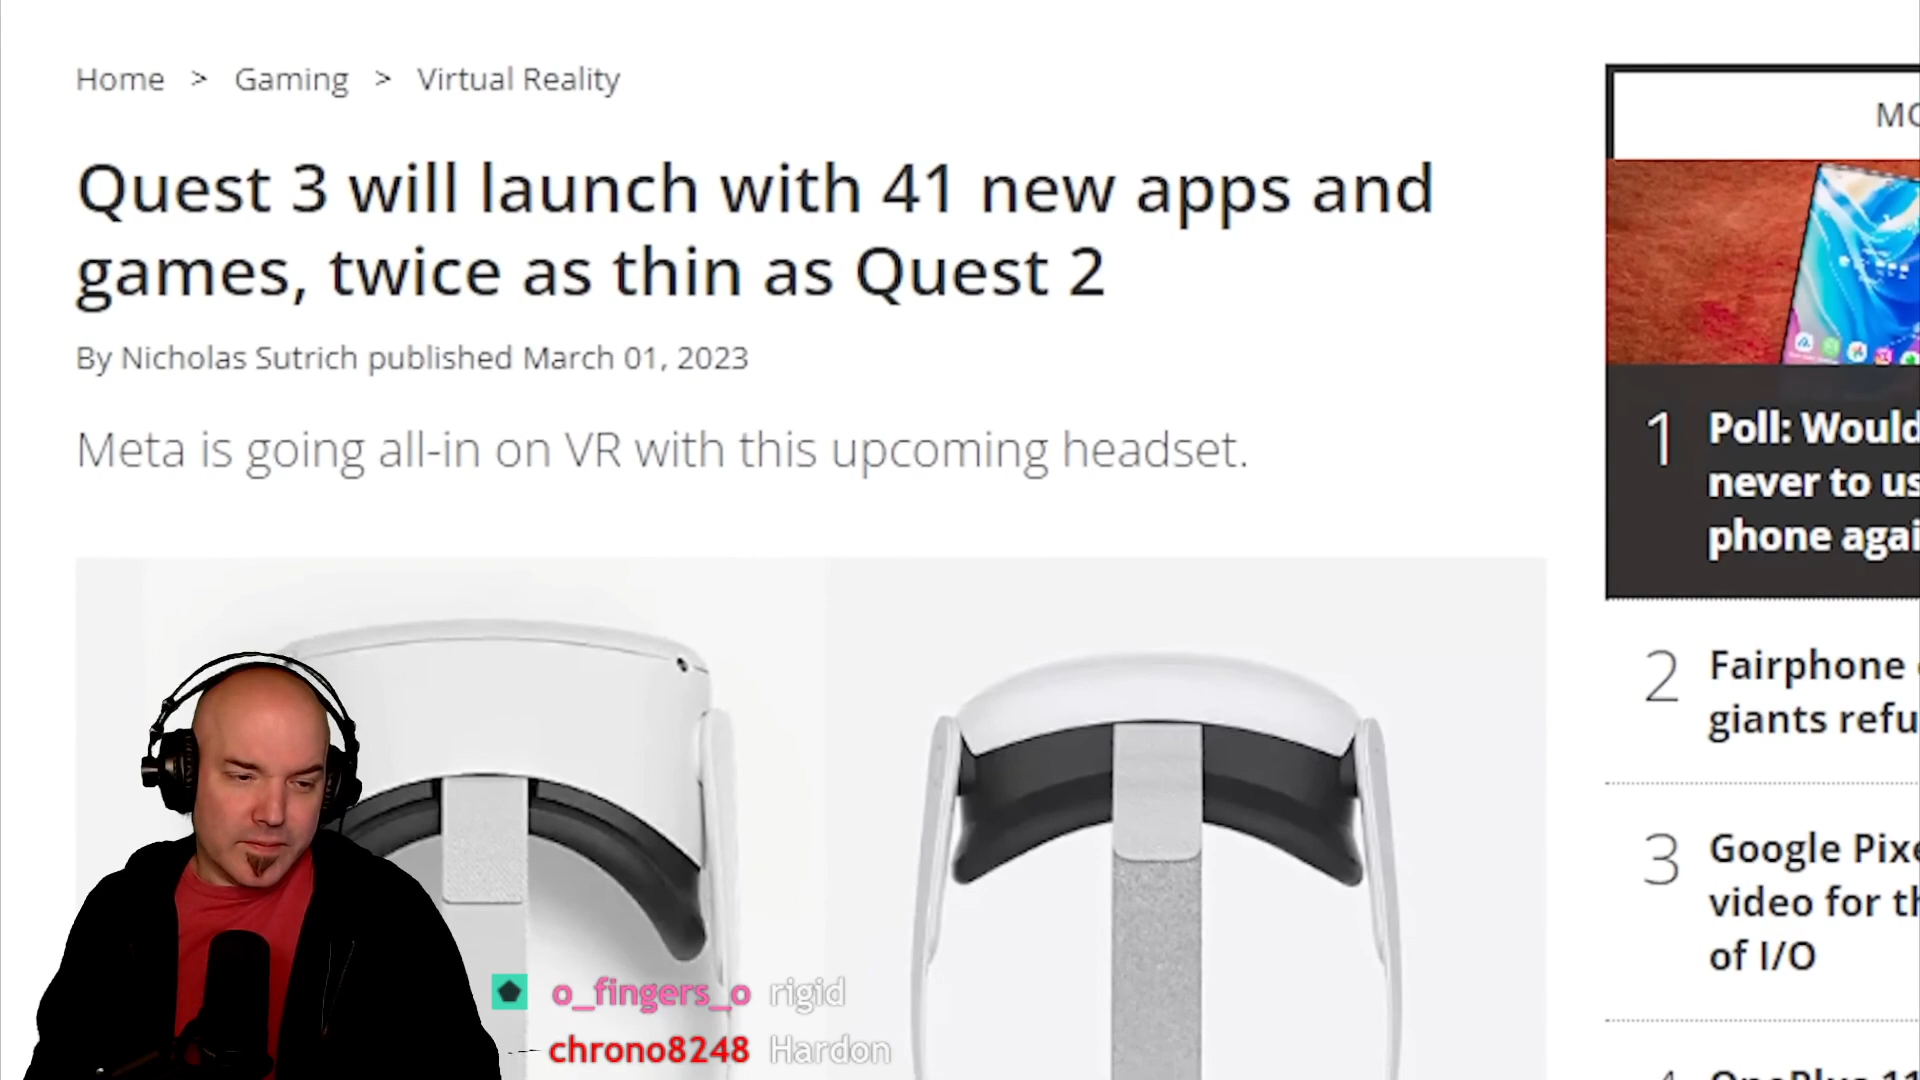 Home > Gaming > Virtual Reality
Quest 3 will launch with 41 new apps and
games, twice as thin as Quest 2
By Nicholas Sutrich published March 01, 2023
Meta is going all-in on VR with this upcoming headset.
1
Poll: Would
never to us
phone agai
2
Fairphone
giants refu
3
Google Pixe
video for th
of I/O
o_fingers_o rigid
chrono8248 Hardon